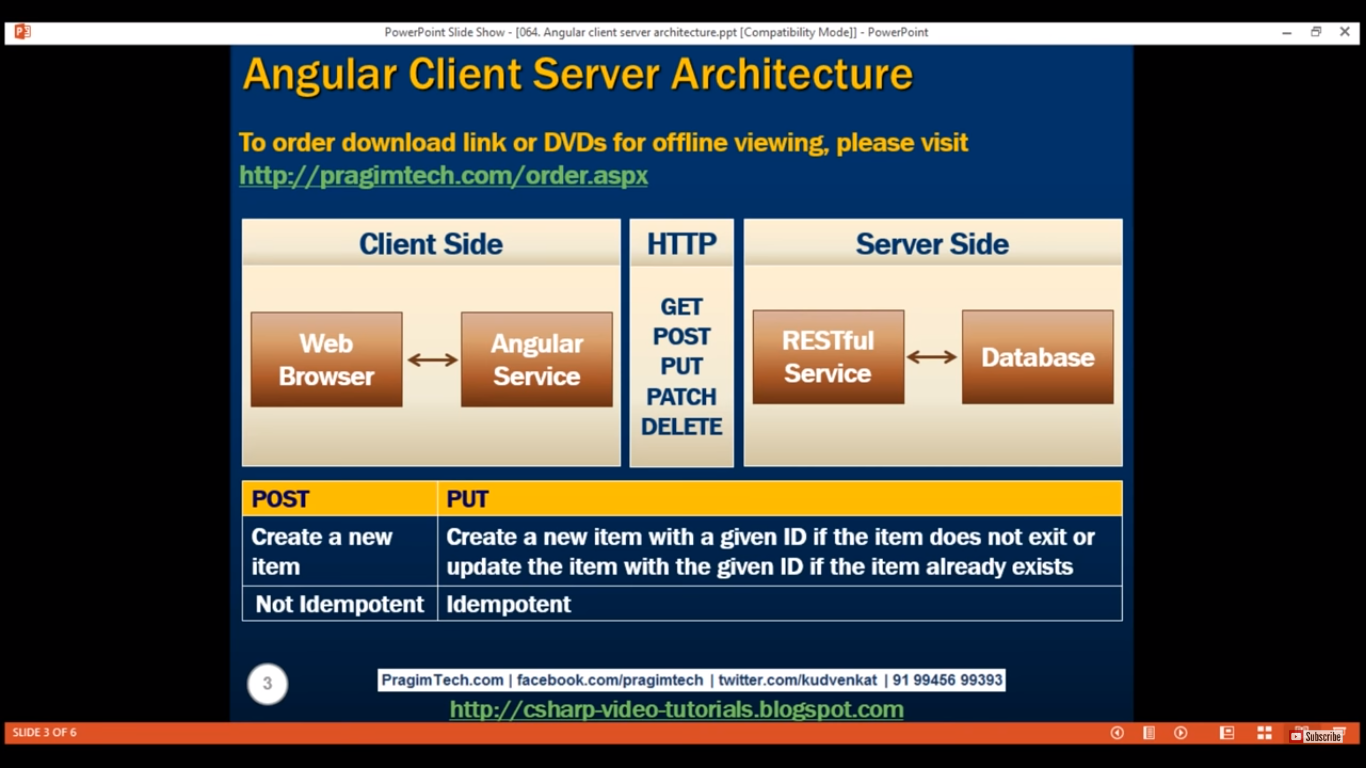 PowerPoint Slide Show - [064. Angular client server architecture.ppt [Compatibility Mode]] - PowerPoint
Angular Client Server Architecture
To order download link or DVDs for offline viewing, please visit
http://pragimtech.com/order.aspx
Client Side
Web
Browser
Angular
Service
HTTP
GET
POST
PUT
PATCH
DELETE
Server Side
RESTful
Service
Database
POST
PUT
Create a new
item
Create a new item with a given ID if the item does not exit or
update the item with the given ID if the item already exists
Not Idempotent
Idempotent
3
PragimTech.com | facebook.com/pragimtech | twitter.com/kudvenkat | 91 99456 99393
http://csharp-video-tutorials.blogspot.com
SLIDE 3 OF 6
Subscribe